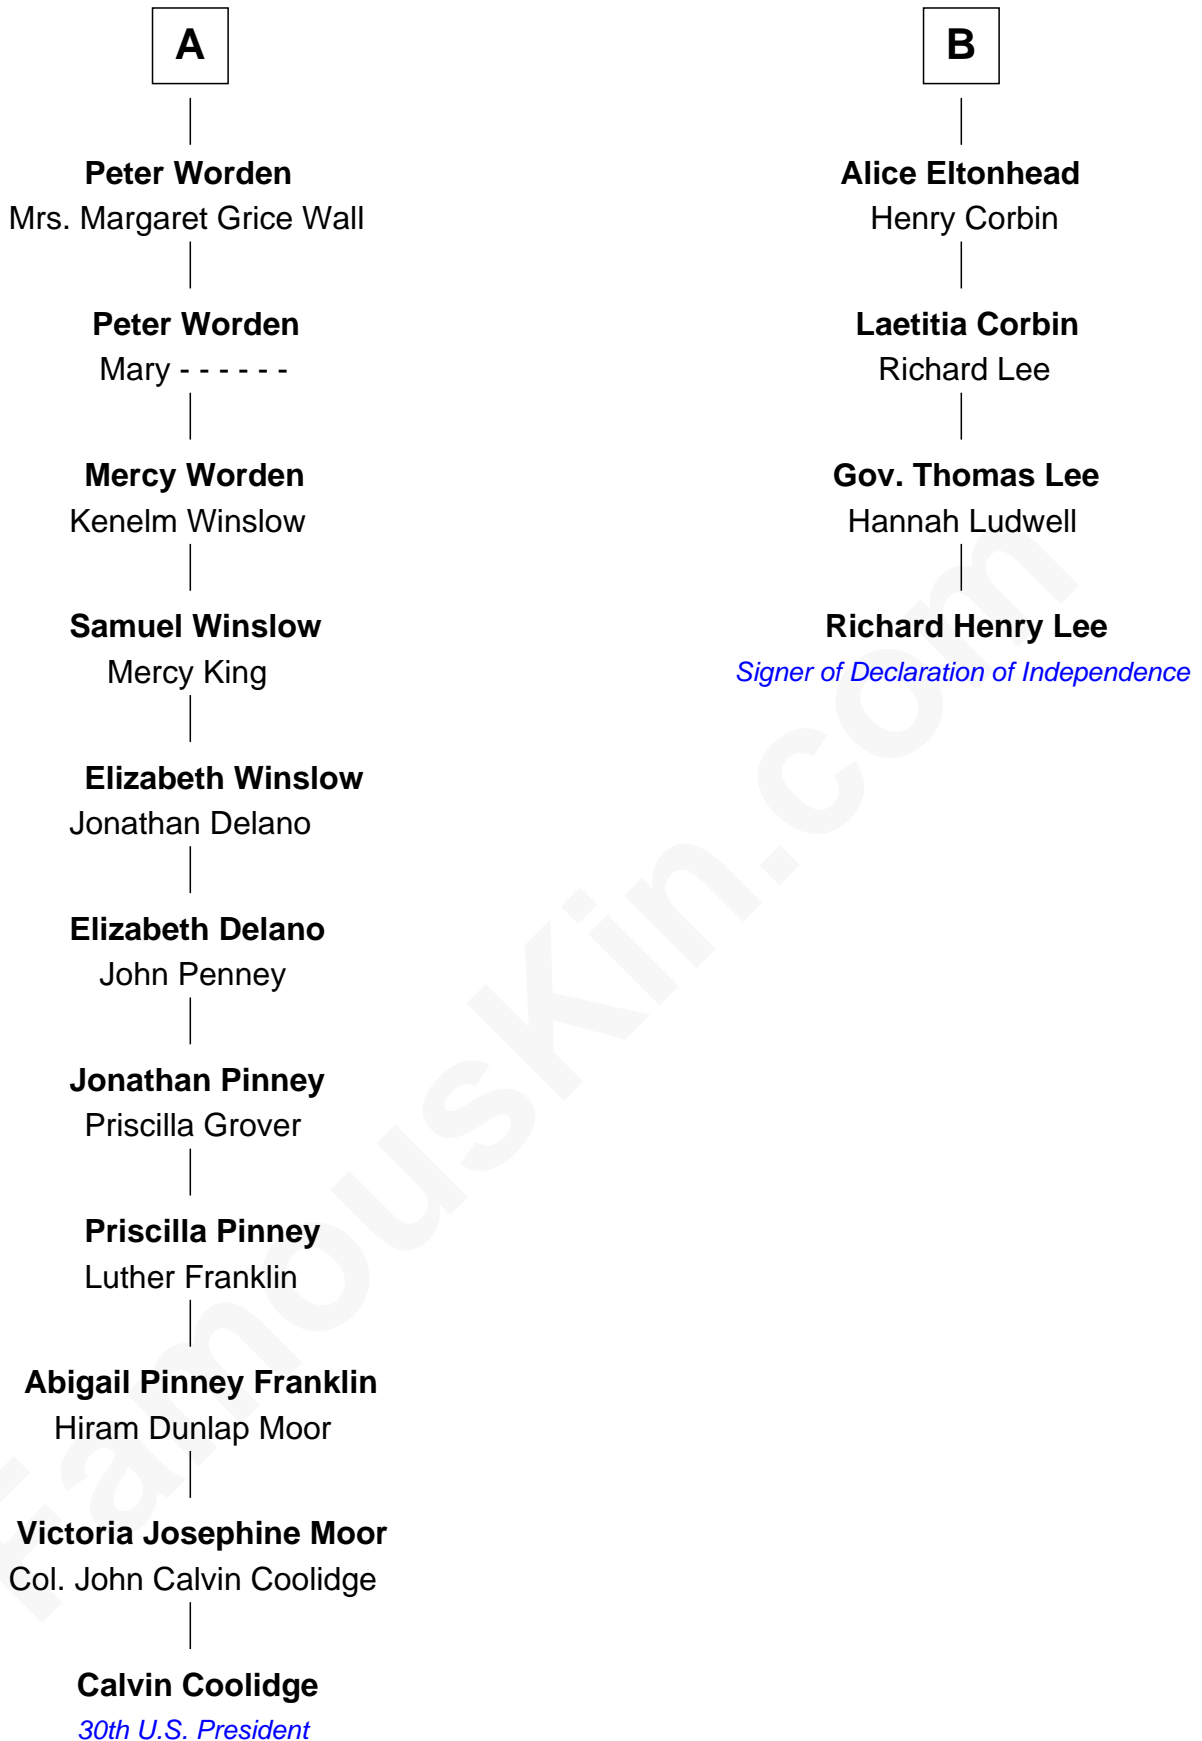 A
Peter Worden
Mrs. Margaret Grice Wall
Peter Worden
Mary - - - - - -
Mercy Worden
Kenelm Winslow
Samuel Winslow
Mercy King
Elizabeth Winslow
Jonathan Delano
Elizabeth Delano
John Penney
Jonathan Pinney
Priscilla Grover
Priscilla Pinney
Luther Franklin
Abigail Pinney Franklin
Hiram Dunlap Moor
Victoria Josephine Moor
Col. John Calvin Coolidge
Calvin Coolidge
30th U.S. President
B
Alice Eltonhead
Henry Corbin
Laetitia Corbin
Richard Lee
Gov. Thomas Lee
Hannah Ludwell
Richard Henry Lee
Signer of Declaration of Independence
FamousKin.com